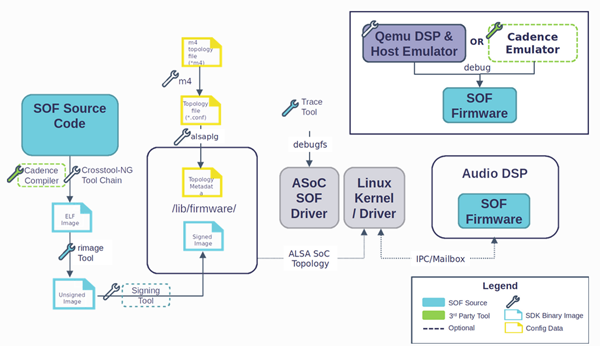 m4
topology
file
(*m4)
m4
Topology
file
(*.conf)
alsaplg
Topology
Metadat
a
/lib/firmware/
Signed
Image
SOF Source
Code
Cadence
Compiler
Crosstool-NG
Tool Chain
ELF
Image
rimage
Tool
Unsigned
Image
Signing
Tool
Trace
Tool
debugfs
ASoC
SOF
Driver
Linux
Kernel
/ Driver
ALSA SoC
Topology
IPC/Mailbox
Qemu DSP &
Host Emulator
OR
Cadence
Emulator
debug
SOF
Firmware
Audio DSP
SOF
Firmware
Legend
SOF Source
3rd Party Tool
Optional
SDK Binary Image
Config Data